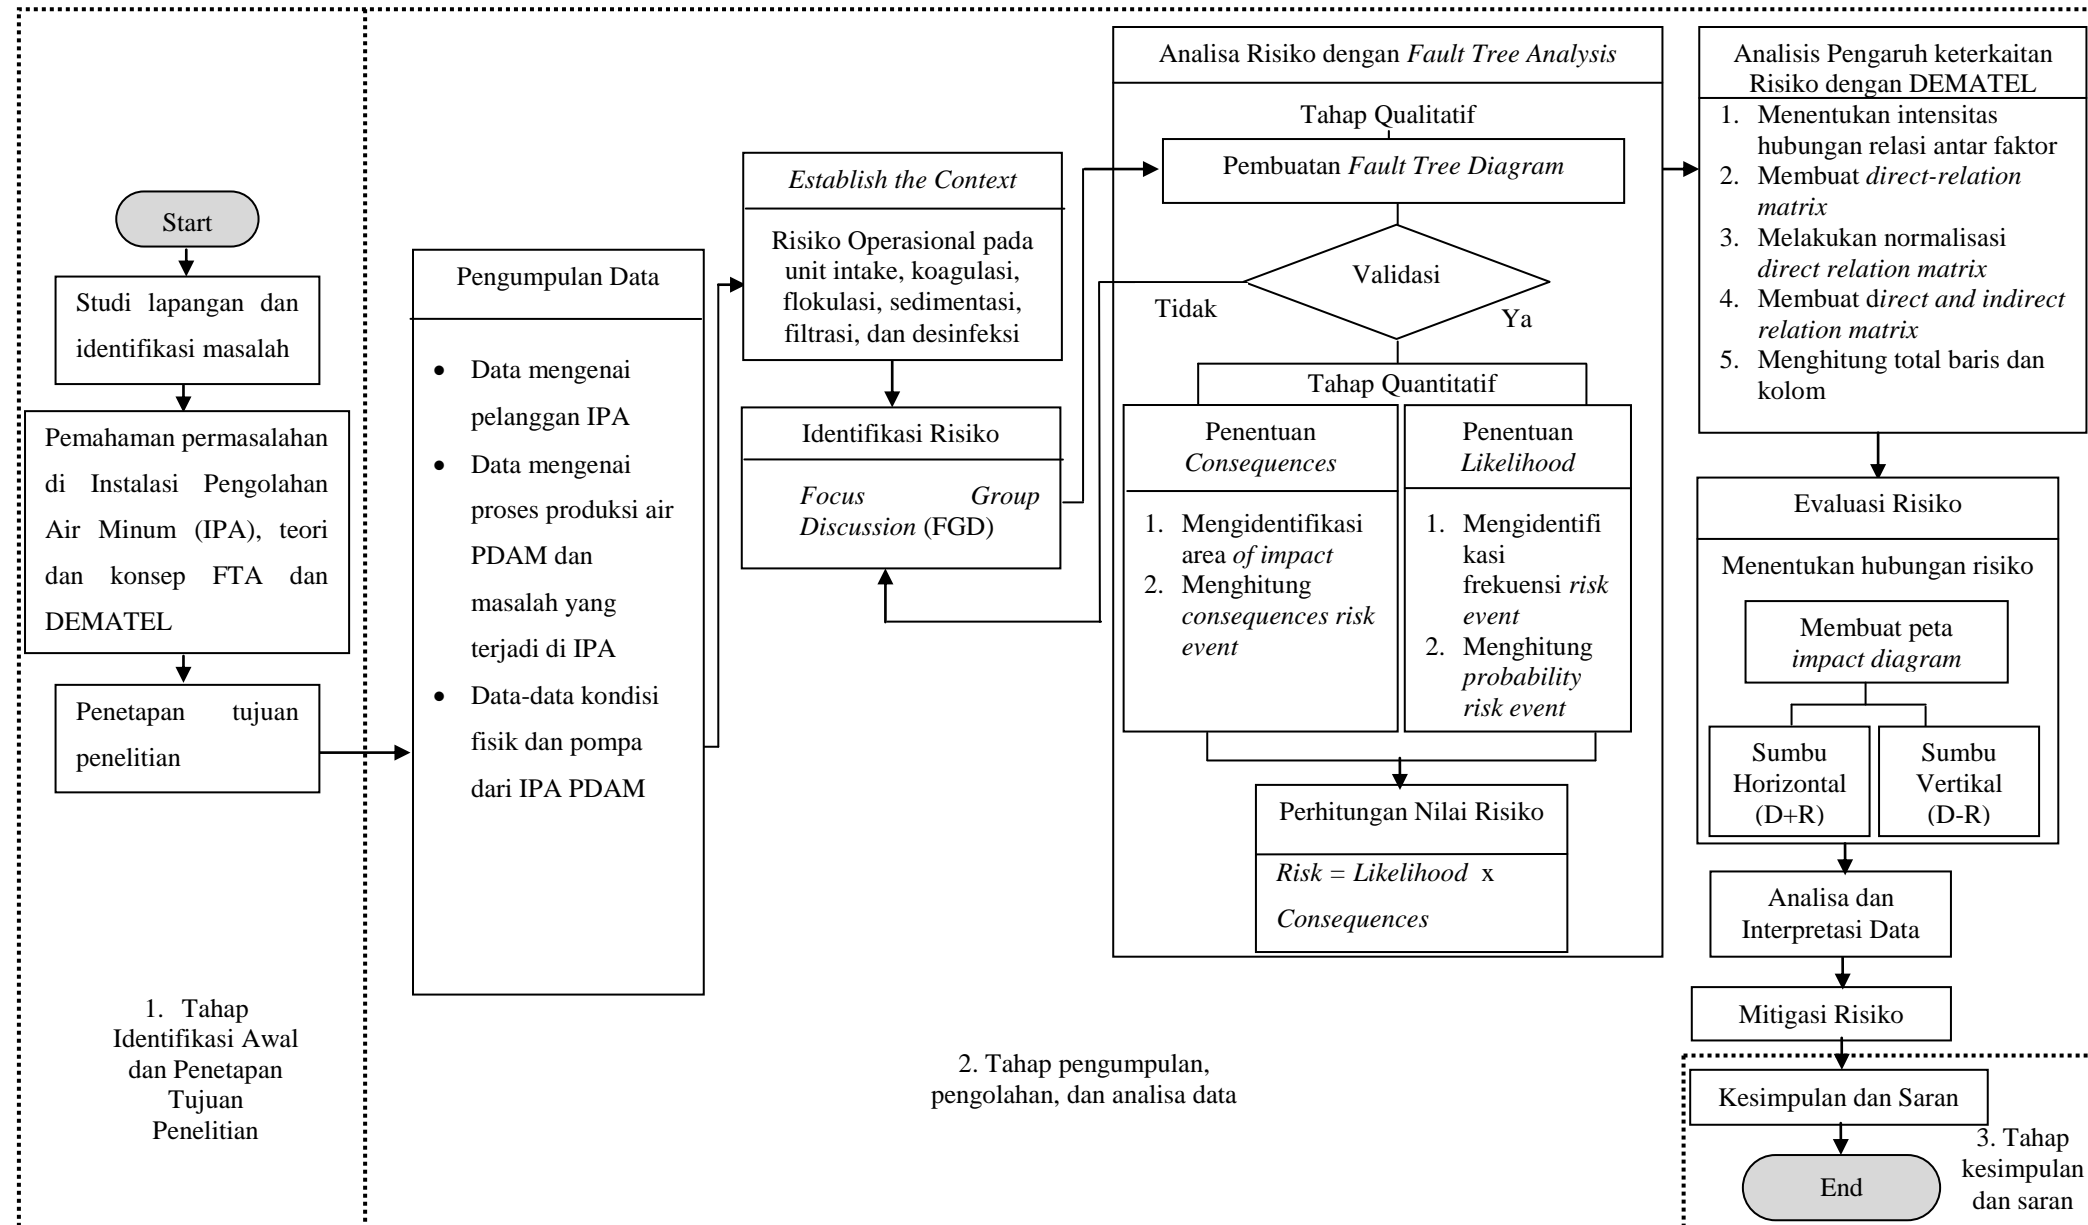 Start
Studi lapangan dan
identifikasi masalah
Pemahaman permasalahan
di Instalasi Pengolahan
Air Minum (IPA), teori
dan konsep FTA dan
DEMATEL
Penetapan tujuan
penelitian
1. Tahap
Identifikasi Awal
dan Penetapan
Tujuan
Penelitian
Pengumpulan Data
• Data mengenai
pelanggan IPA
• Data mengenai
proses produksi air
PDAM dan
masalah yang
terjadi di IPA
• Data-data kondisi
fisik dan pompa
dari IPA PDAM
Establish the Context
Risiko Operasional pada
unit intake, koagulasi,
flokulasi, sedimentasi,
filtrasi, dan desinfeksi
Identifikasi Risiko
Focus Group
Discussion (FGD)
Analisa Risiko dengan Fault Tree Analysis
Tahap Qualitatif
Pembuatan Fault Tree Diagram
Validasi
Tidak
Ya
Tahap Quantitatif
Penentuan
Consequences
1. Mengidentifikasi
area of impact
2. Menghitung
consequences risk
event
Penentuan
Likelihood
1. Mengidentifi
kasi
frekuensi risk
event
2. Menghitung
probability
risk event
Perhitungan Nilai Risiko
Risk = Likelihood x
Consequences
2. Tahap pengumpulan,
pengolahan, dan analisa data
Analisis Pengaruh keterkaitan
Risiko dengan DEMATEL
1. Menentukan intensitas
hubungan relasi antar faktor
2. Membuat direct-relation
matrix
3. Melakukan normalisasi
direct relation matrix
4. Membuat direct and indirect
relation matrix
5. Menghitung total baris dan
kolom
Evaluasi Risiko
Menentukan hubungan risiko
Membuat peta
impact diagram
Sumbu
Horizontal
(D+R)
Sumbu
Vertikal
(D-R)
Analisa dan
Interpretasi Data
Mitigasi Risiko
Kesimpulan dan Saran
End
3. Tahap
kesimpulan
dan saran